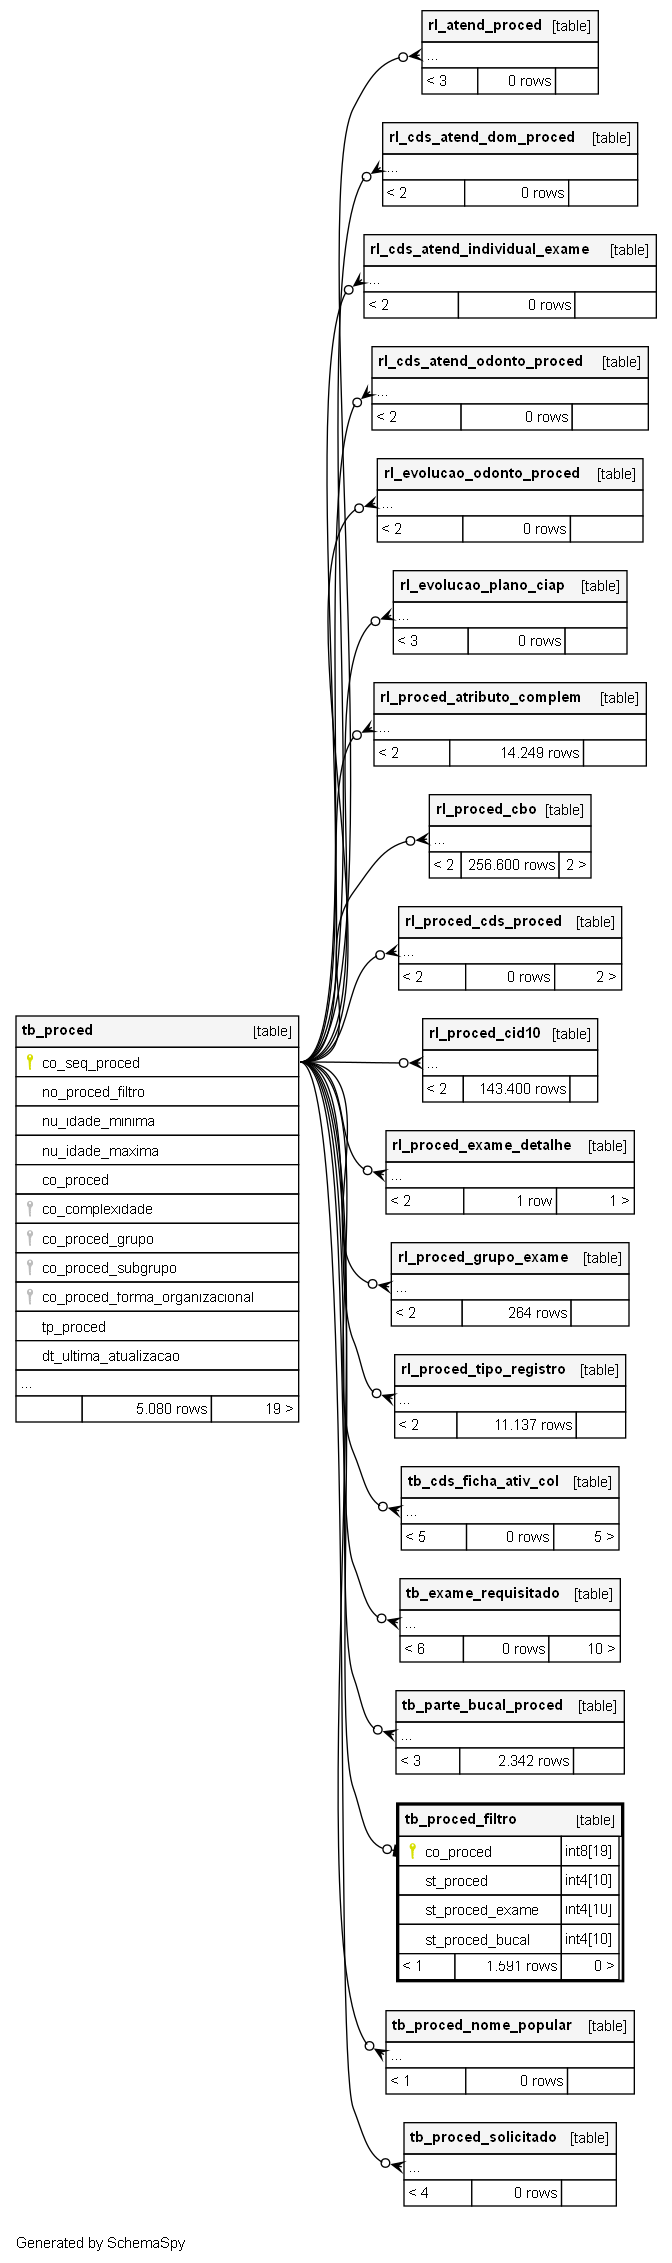 rl_atend_proced [table]
...
< 3 0 rows
rl_cds_atend_dom_proced [table]
...
< 2 0 rows
rl_cds_atend_individual_exame [table]
...
< 2 0 rows
rl_cds_atend_odonto_proced [table]
...
< 2 0 rows
rl_evolucao_odonto_proced [table]
...
< 2 0 rows
rl_evolucao_plano_ciap [table]
...
< 3 0 rows
rl_proced_atributo_complem [table]
...
< 2 14.249 rows
rl_proced_cbo [table]
...
< 2 256.600 rows 2 >
rl_proced_cds_proced [table]
...
< 2 0 rows 2 >
tb_proced [table]
co_seq_proced
no_proced_filtro
nu_idade_minima
nu_idade_maxima
co_proced
co_complexidade
co_proced_grupo
co_proced_subgrupo
co_proced_forma_organizacional
tp_proced
dt_ultima_atualizacao
...
5.080 rows 19 >
rl_proced_cid10 [table]
...
< 2 143.400 rows
rl_proced_exame_detalhe [table]
...
< 2 1 row 1 >
rl_proced_grupo_exame [table]
...
< 2 264 rows
rl_proced_tipo_registro [table]
...
< 2 11.137 rows
tb_cds_ficha_ativ_col [table]
...
< 5 0 rows 5 >
tb_exame_requisitado [table]
...
< 6 0 rows 10 >
tb_parte_bucal_proced [table]
...
< 3 2.342 rows
tb_proced_filtro [table]
co_proced int8[19]
st_proced int4[10]
st_proced_exame int4[10]
st_proced_bucal int4[10]
< 1 1.591 rows 0 >
tb_proced_nome_popular [table]
...
< 1 0 rows
tb_proced_solicitado [table]
...
< 4 0 rows
Generated by SchemaSpy